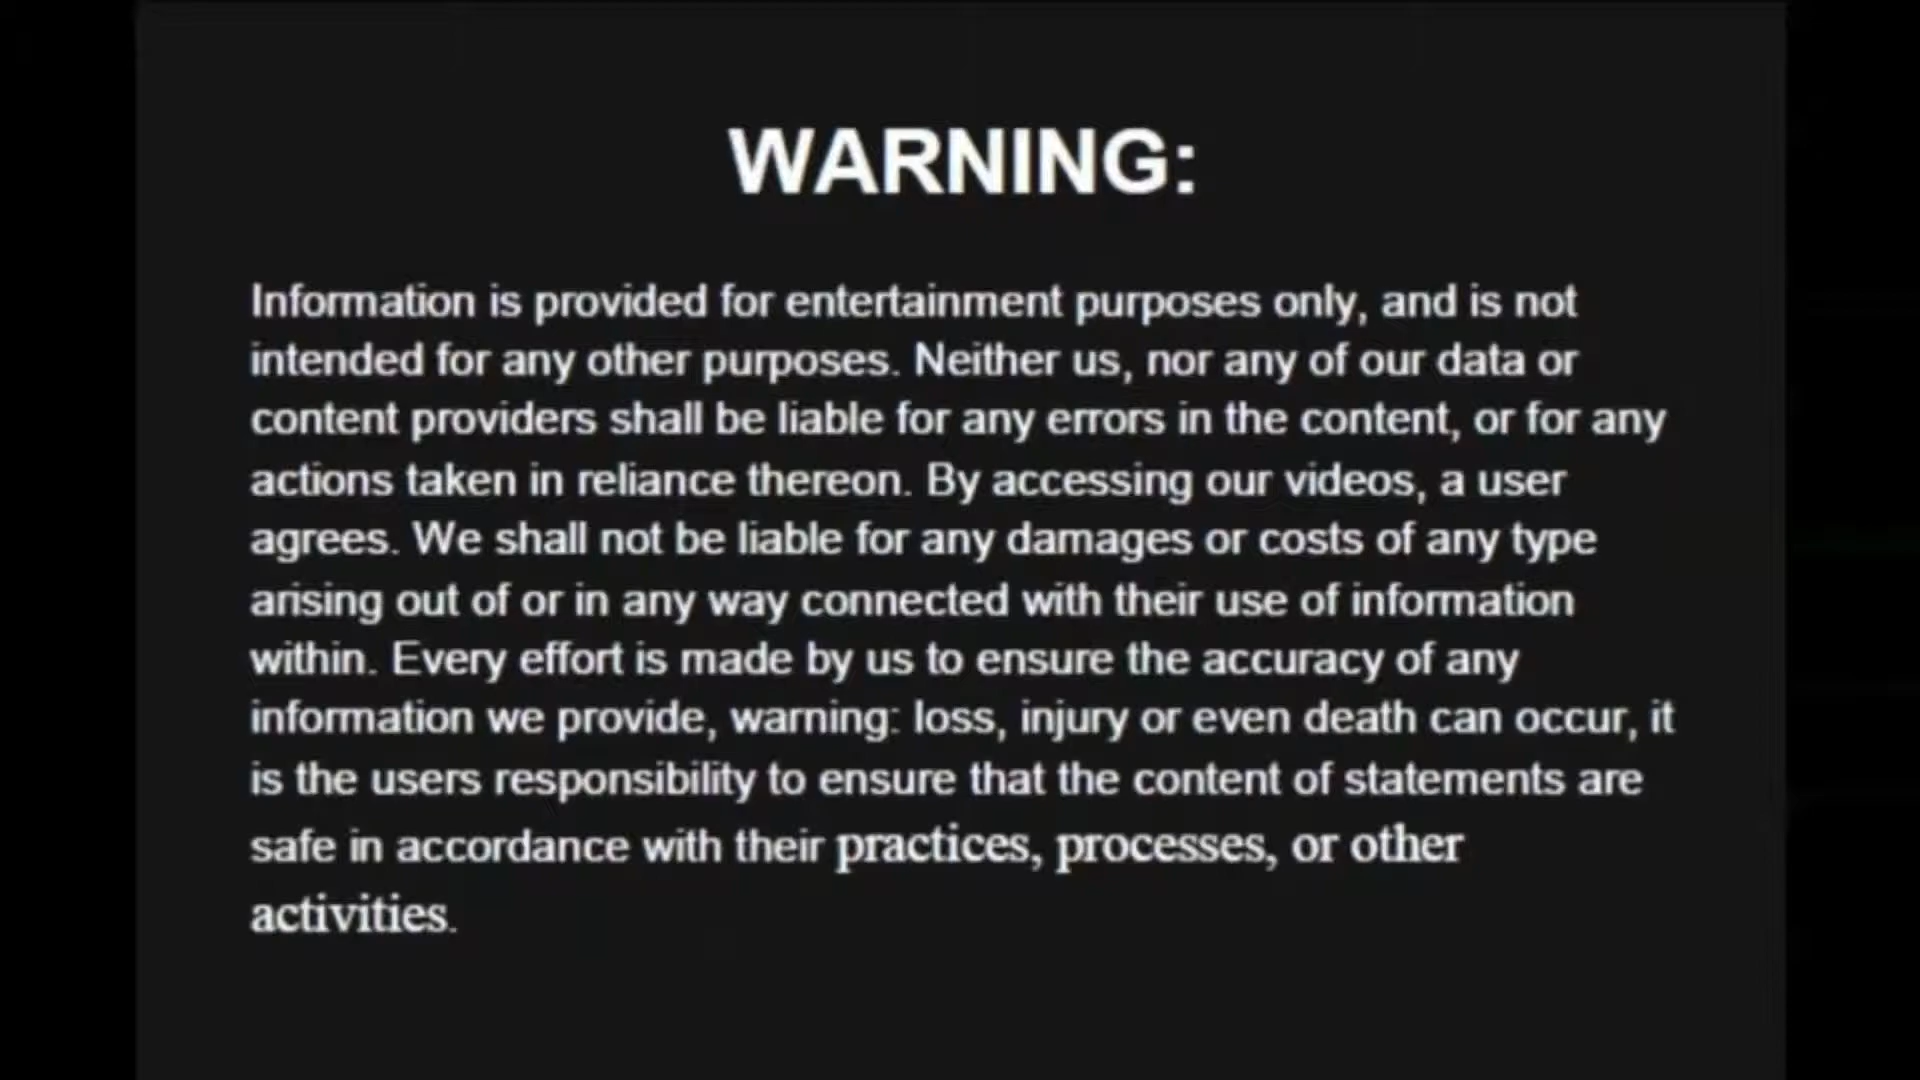 WARNING:
Information is provided for entertainment purposes only, and is not
intended for any other purposes. Neither us, nor any of our data or
content providers shall be liable for any errors in the content, or for any
actions taken in reliance thereon. By accessing our videos, a user
agrees. We shall not be liable for any damages or costs of any type
arising out of or in any way connected with their use of information
within. Every effort is made by us to ensure the accuracy of any
information we provide, warning: loss, injury or even death can occur, it
is the users responsibility to ensure that the content of statements are
safe in accordance with their practices, processes, or other
activities.